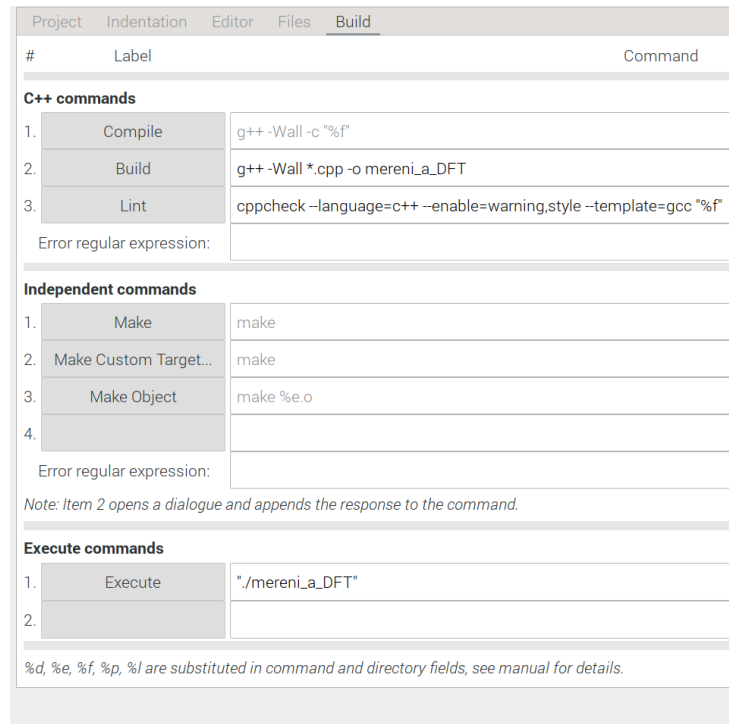 Project Indentation Editor Files Build
# Label Command
C++ commands
1. Compile g++ -Wall -c "%f"
2. Build g++ -Wall *.cpp -o mereni_a_DFT
3. Lint cppcheck --language=c++ --enable=warning,style --template=gcc "%f"
Error regular expression:
Independent commands
1. Make make
2. Make Custom Target... make
3. Make Object make %e.o
4.
Error regular expression:
Note: Item 2 opens a dialogue and appends the response to the command.
Execute commands
1. Execute "./mereni_a_DFT"
2.
%d, %e, %f, %p, %l are substituted in command and directory fields, see manual for details.